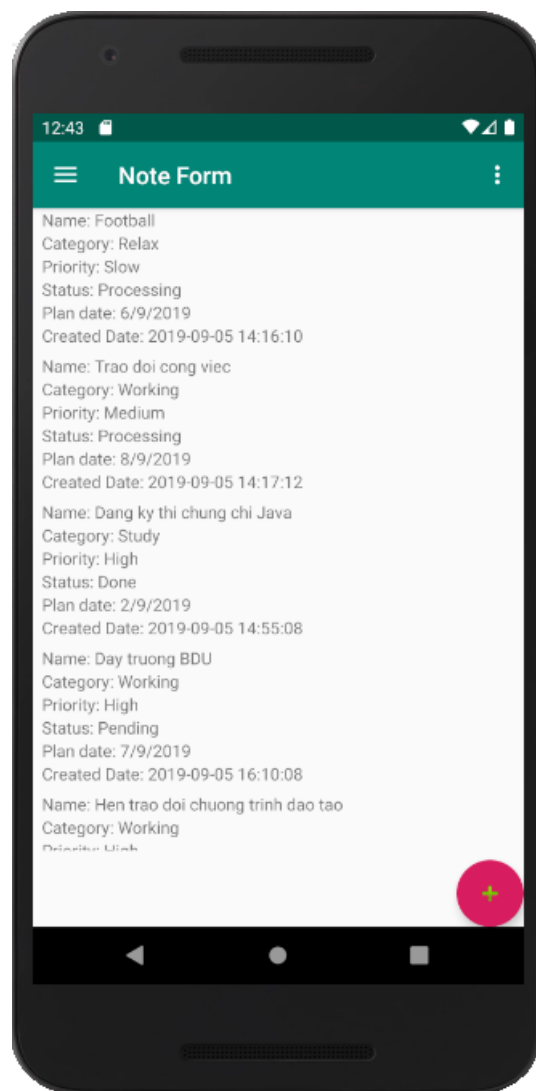 12:43
Note Form
Name: Football
Category: Relax
Priority: Slow
Status: Processing
Plan date: 6/9/2019
Created Date: 2019-09-05 14:16:10
Name: Trao doi cong viec
Category: Working
Priority: Medium
Status: Processing
Plan date: 8/9/2019
Created Date: 2019-09-05 14:17:12
Name: Dang ky thi chung chi Java
Category: Study
Priority: High
Status: Done
Plan date: 2/9/2019
Created Date: 2019-09-05 14:55:08
Name: Day truong BDU
Category: Working
Priority: High
Status: Pending
Plan date: 7/9/2019
Created Date: 2019-09-05 16:10:08
Name: Hen trao doi chuong trinh dao tao
Category: Working
Priority: High
+